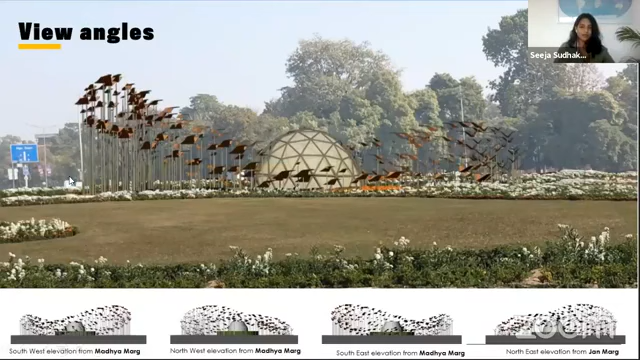 View angles
Seeja Sudhak...
South West elevation from Madhya Marg
North West elevation from Madhya Marg
South East elevation from Madhya Marg
North East elevation from Jan Marg
zoom